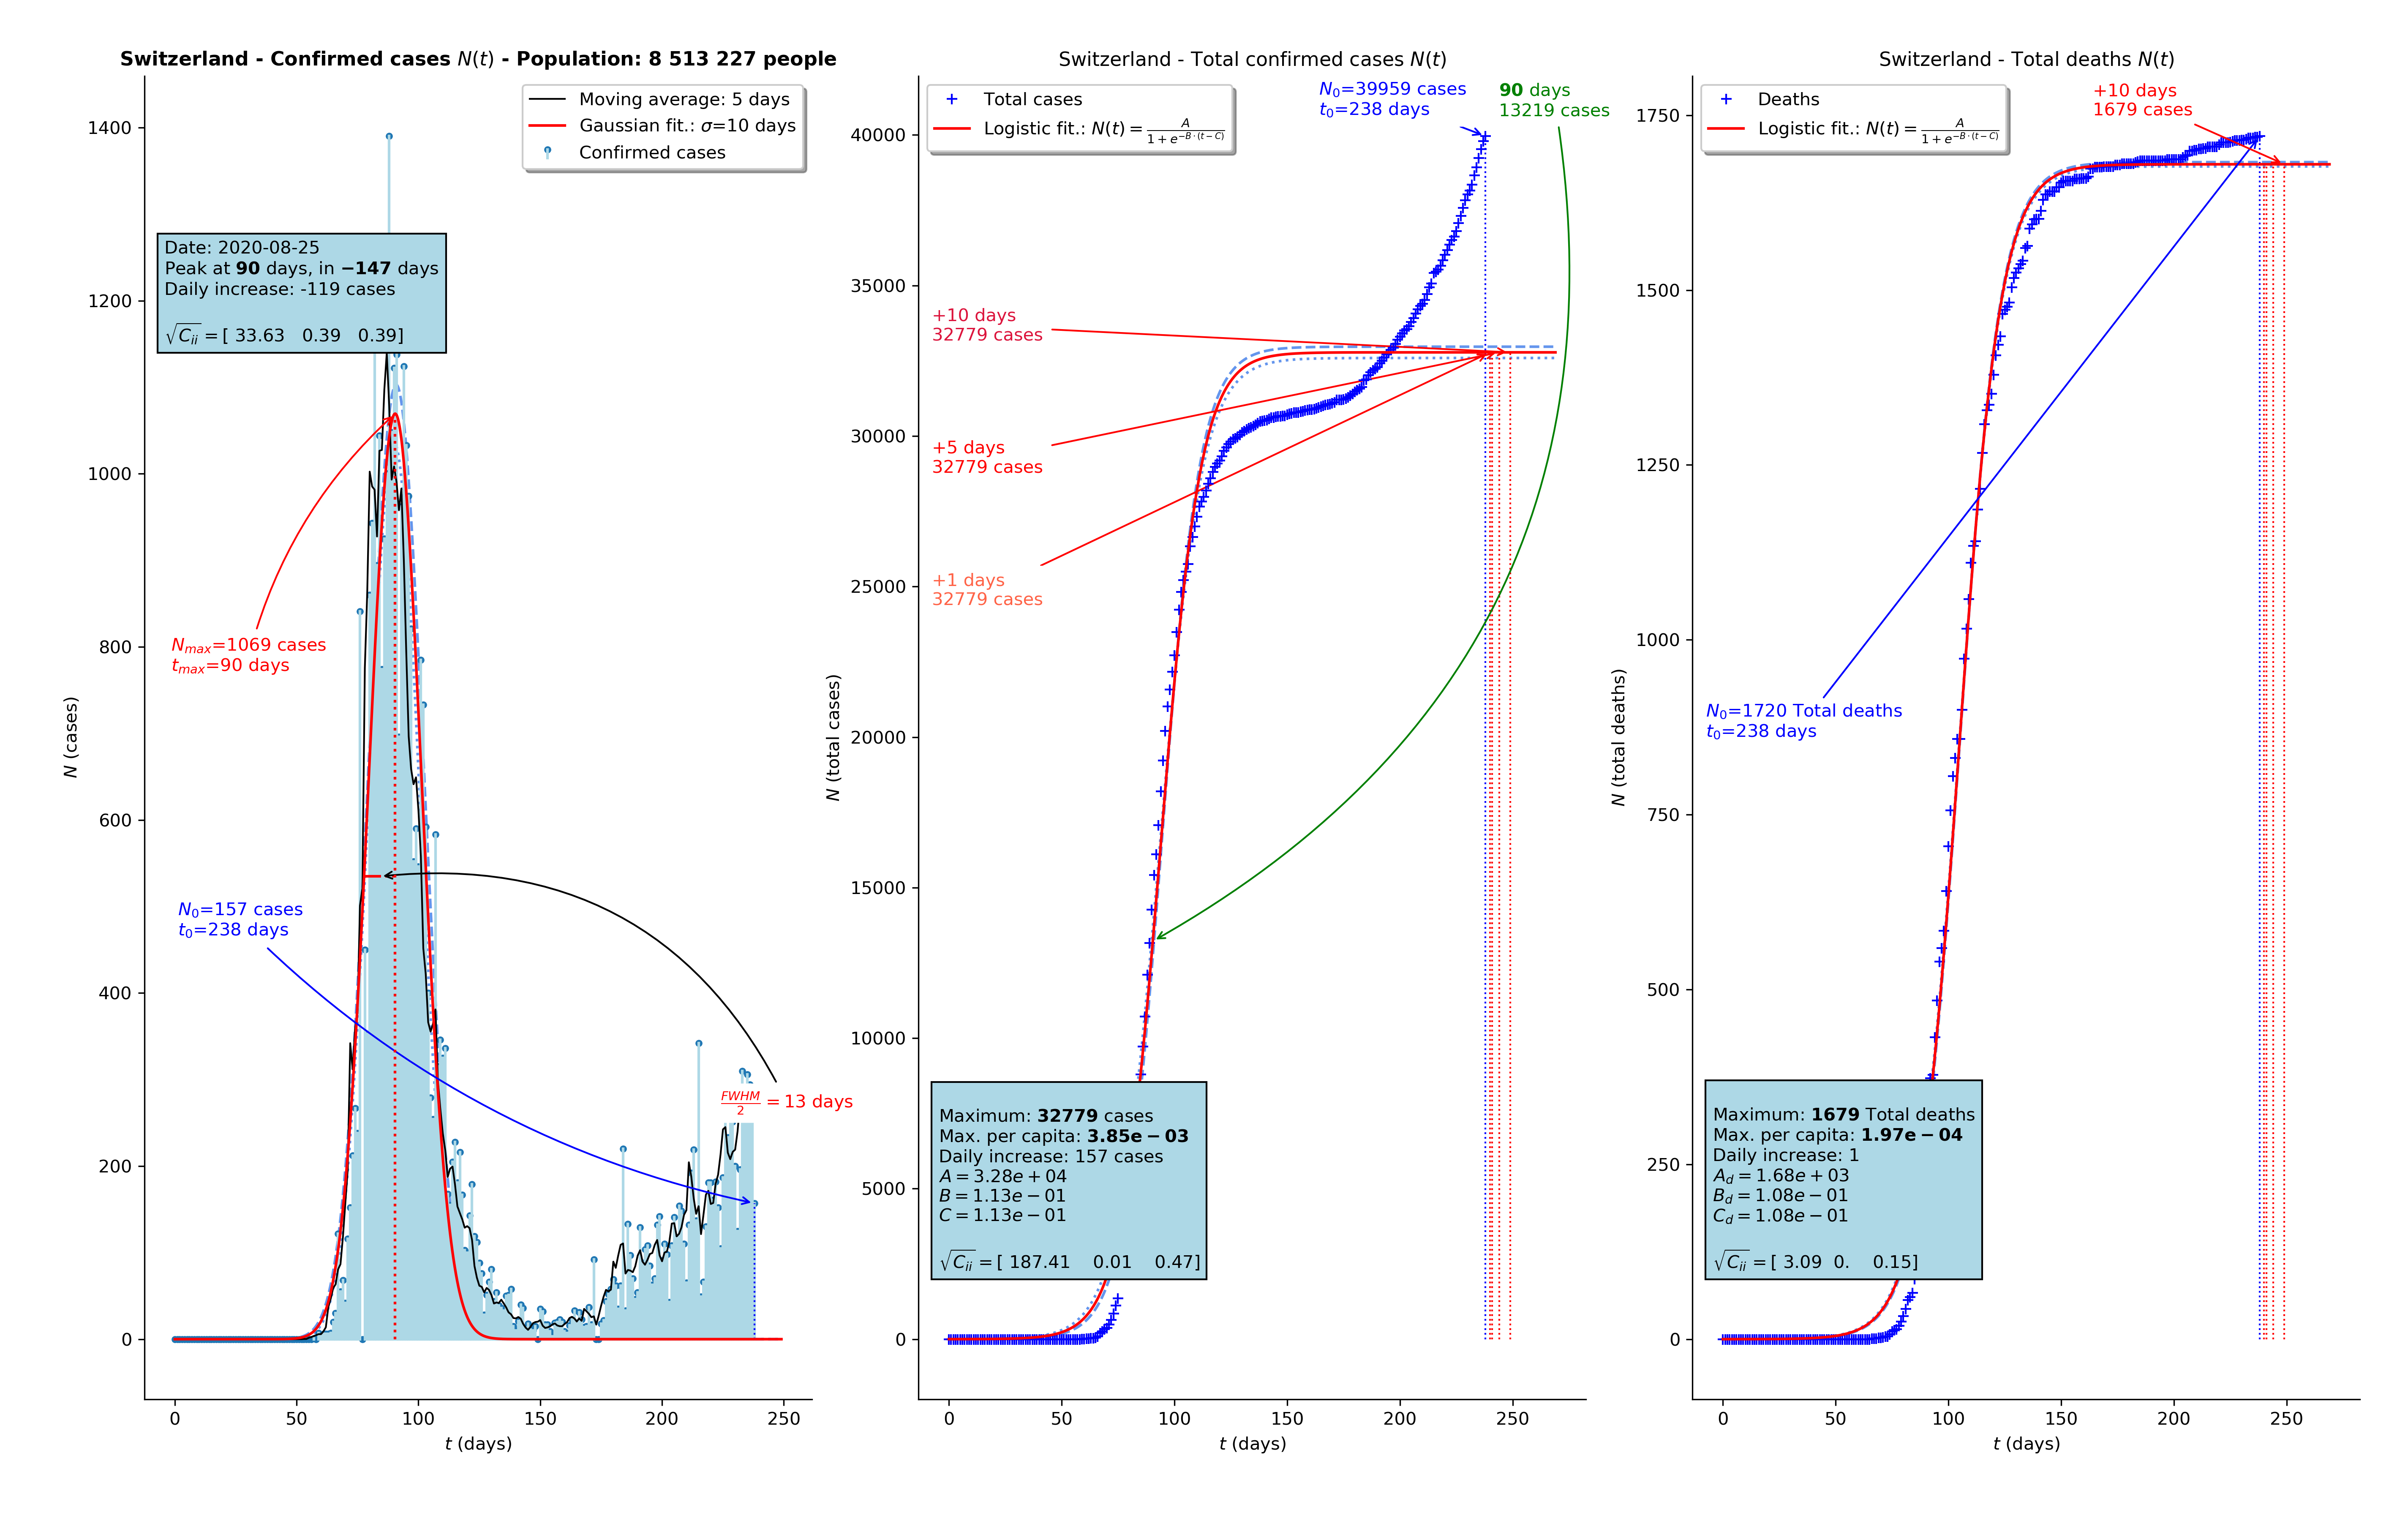 Switzerland - Confirmed cases N(t) - Population: 8 513 227 people
Moving average: 5 days
Gaussian fit.: σ=10 days
Confirmed cases
Date: 2020-08-25
Peak at 90 days, in −147 days
Daily increase: -119 cases
√C_ii = [ 33.63 0.39 0.39]
N_max=1069 cases
t_max=90 days
N_0=157 cases
t_0=238 days
FWHM/2 = 13 days
N (cases)
1400
1200
1000
800
600
400
200
0
0 50 100 150 200 250
t (days)
Switzerland - Total confirmed cases N(t)
Total cases
Logistic fit.: N(t) = A/(1 + e^{−B·(t−C)})
N_0=39959 cases
t_0=238 days
90 days
13219 cases
+10 days
32779 cases
+5 days
32779 cases
+1 days
32779 cases
Maximum: 32779 cases
Max. per capita: 3.85e − 03
Daily increase: 157 cases
A = 3.28e + 04
B = 1.13e − 01
C = 1.13e − 01
√C_ii = [ 187.41 0.01 0.47]
N (total cases)
40000
35000
30000
25000
20000
15000
10000
5000
0
0 50 100 150 200 250
t (days)
Switzerland - Total deaths N(t)
Deaths
Logistic fit.: N(t) = A/(1 + e^{−B·(t−C)})
+10 days
1679 cases
N_0=1720 Total deaths
t_0=238 days
Maximum: 1679 Total deaths
Max. per capita: 1.97e − 04
Daily increase: 1
A_d = 1.68e + 03
B_d = 1.08e − 01
C_d = 1.08e − 01
√C_ii = [ 3.09 0. 0.15]
N (total deaths)
1750
1500
1250
1000
750
500
250
0
0 50 100 150 200 250
t (days)